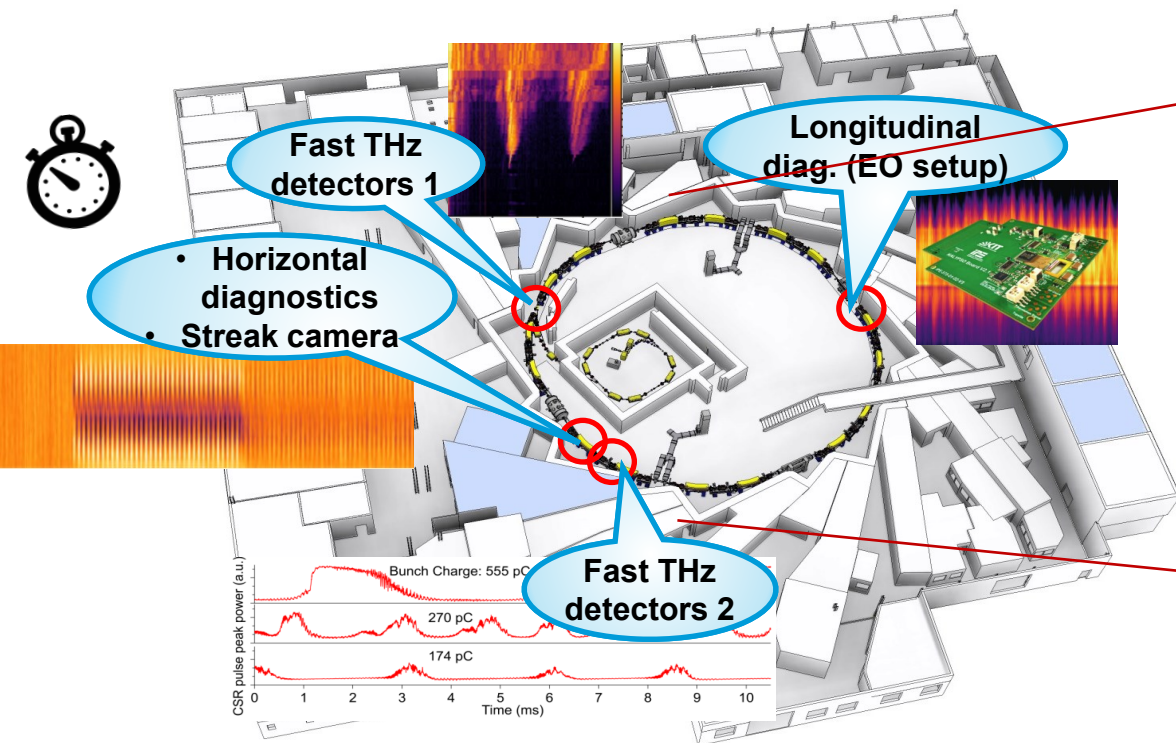 Fast THz
detectors 1
Longitudinal
diag. (EO setup)
• Horizontal
diagnostics
• Streak camera
KIT
Fast THz
detectors 2
CSR pulse peak power (a.u.)
Bunch Charge: 555 pC
270 pC
174 pC
0 1 2 3 4 5 6 7 8 9 10
Time (ms)